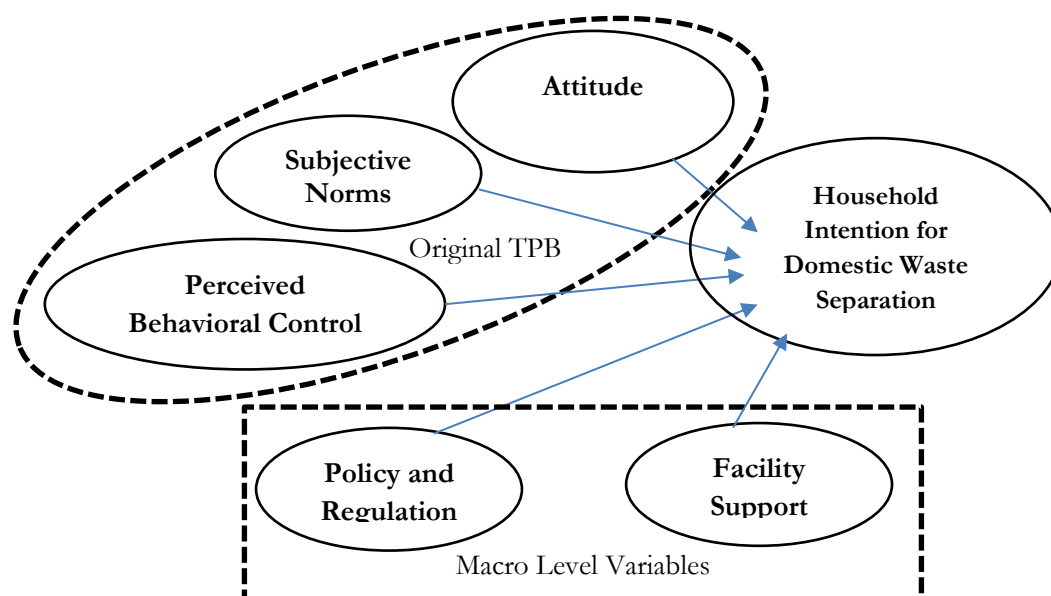 Attitude
Subjective
Norms
Original TPB
Perceived
Behavioral Control
Household
Intention for
Domestic Waste
Separation
Policy and
Regulation
Facility
Support
Macro Level Variables